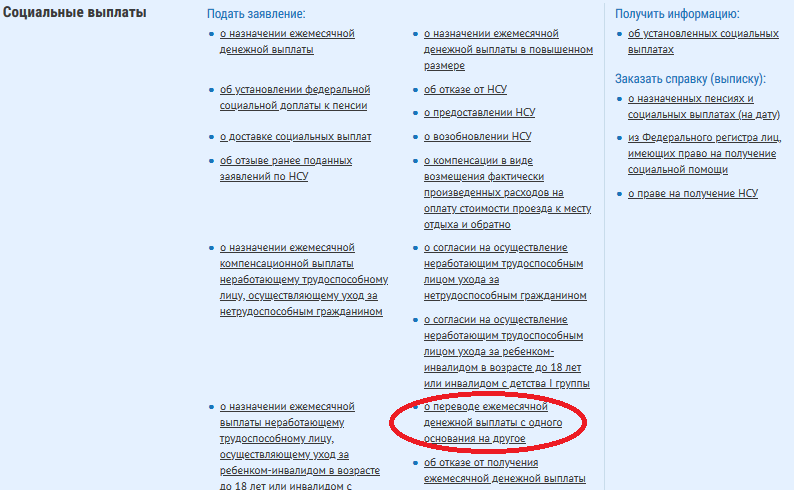 Социальные выплаты
Подать заявление:
о назначении ежемесячной
денежной выплаты
об установлении федеральной
социальной доплаты к пенсии
о доставке социальных выплат
об отзыве ранее поданных
заявлений по НСУ
о назначении ежемесячной
компенсационной выплаты
неработающему трудоспособному
лицу, осуществляющему уход за
нетрудоспособным гражданином
о назначении ежемесячной
выплаты неработающему
трудоспособному лицу,
осуществляющему уход за
ребенком-инвалидом в возрасте
до 18 лет или инвалидом с
о назначении ежемесячной
денежной выплаты в повышенном
размере
об отказе от НСУ
о предоставлении НСУ
о возобновлении НСУ
о компенсации в виде
возмещения фактически
произведенных расходов на
оплату стоимости проезда к месту
отдыха и обратно
о согласии на осуществление
неработающим трудоспособным
лицом ухода за
нетрудоспособным гражданином
о согласии на осуществление
неработающим трудоспособным
лицом ухода за ребенком-
инвалидом в возрасте до 18 лет
или инвалидом с детства I группы
о переводе ежемесячной
денежной выплаты с одного
основания на другое
об отказе от получения
ежемесячной денежной выплаты
Получить информацию:
об установленных социальных
выплатах
Заказать справку (выписку):
о назначенных пенсиях и
социальных выплатах (на дату)
из Федерального регистра лиц,
имеющих право на получение
социальной помощи
о праве на получение НСУ